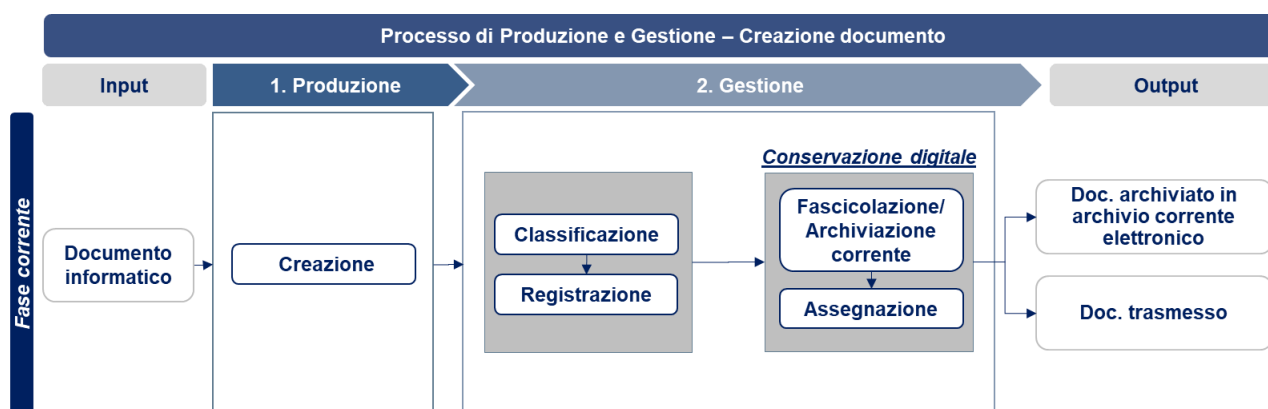 Processo di Produzione e Gestione – Creazione documento
Input
1. Produzione
2. Gestione
Output
Fase corrente
Documento
informatico
Creazione
Classificazione
Registrazione
Conservazione digitale
Fascicolazione/
Archiviazione
corrente
Assegnazione
Doc. archiviato in
archivio corrente
elettronico
Doc. trasmesso